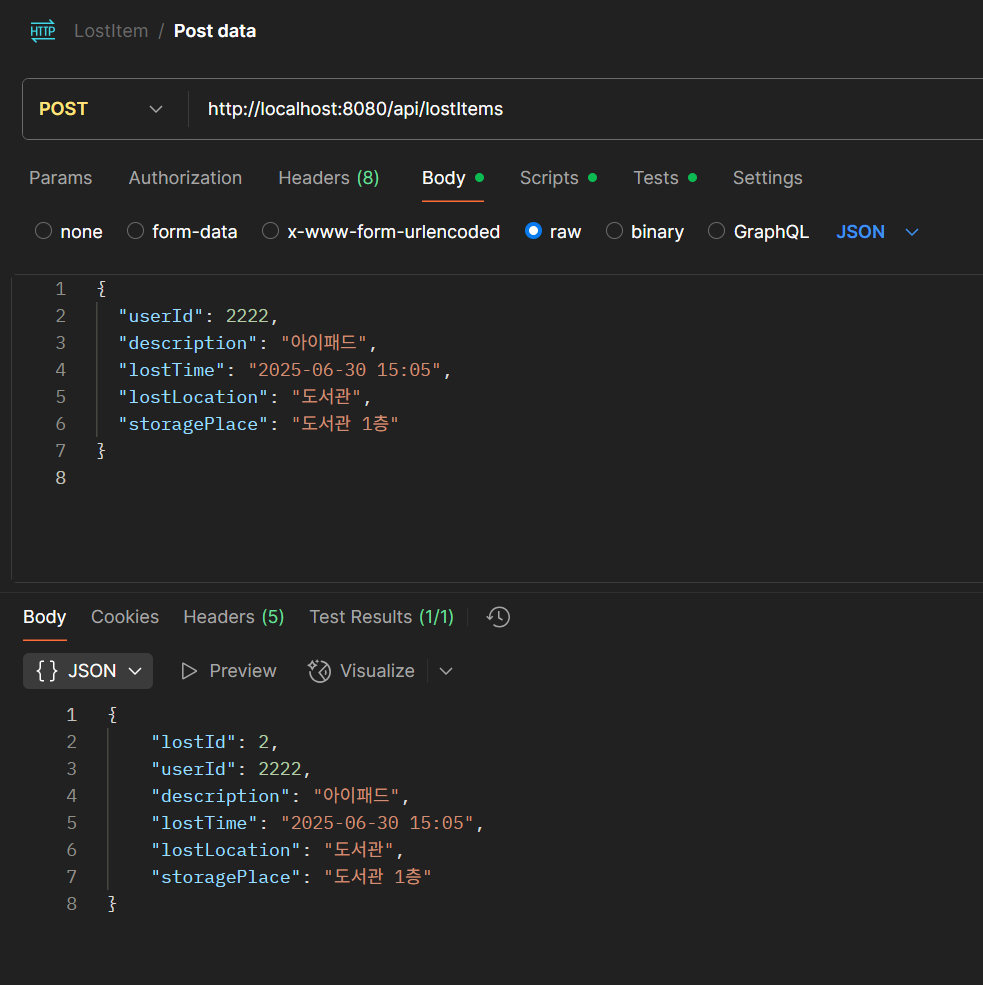 HTTP LostItem / Post data
POST http://localhost:8080/api/lostItems
Params Authorization Headers (8) Body Scripts Tests Settings
none form-data x-www-form-urlencoded raw binary GraphQL JSON
1 {
2 "userId": 2222,
3 "description": "아이패드",
4 "lostTime": "2025-06-30 15:05",
5 "lostLocation": "도서관",
6 "storagePlace": "도서관 1층"
7 }
8
Body Cookies Headers (5) Test Results (1/1)
{} JSON Preview Visualize
1 {
2 "lostId": 2,
3 "userId": 2222,
4 "description": "아이패드",
5 "lostTime": "2025-06-30 15:05",
6 "lostLocation": "도서관",
7 "storagePlace": "도서관 1층"
8 }